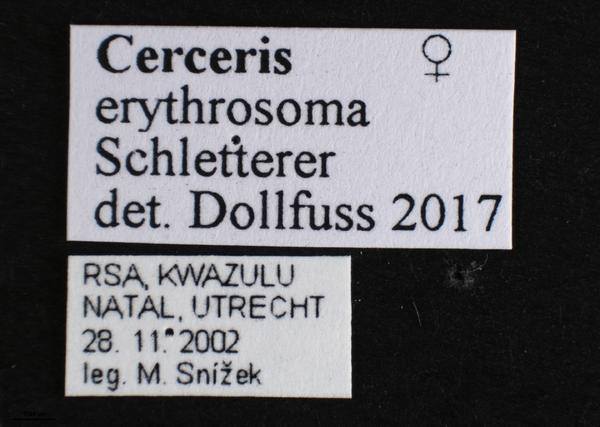 Cerceris ♀
erythrosoma
Schletterer
det. Dollfuss 2017
RSA, KWAZULU
NATAL, UTRECHT
28. 11. 2002
leg. M. Snížek